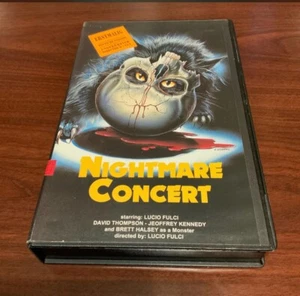 NIGHTMARE
CONCERT
starring: LUCIO FULCI
DAVID THOMPSON - JEOFFREY KENNEDY
and BRETT HALSEY as a Monster
directed by: LUCIO FULCI